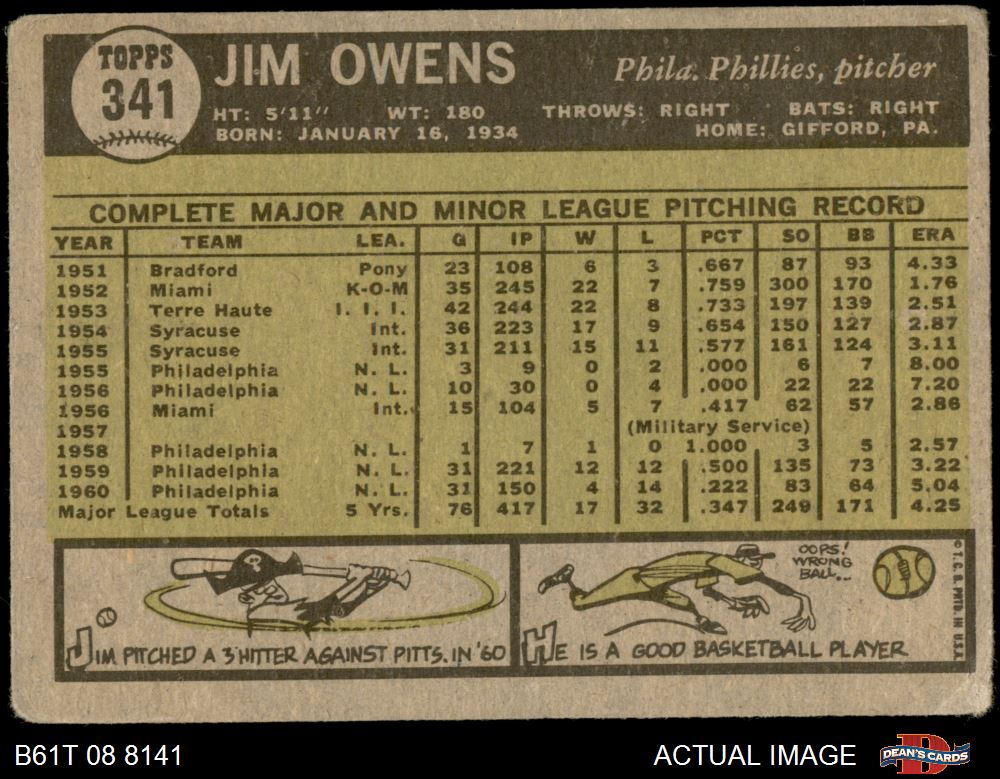 TOPPS
341
JIM OWENS
Phila. Phillies, pitcher
HT: 5'11" WT: 180 THROWS: RIGHT BATS: RIGHT
BORN: JANUARY 16, 1934 HOME: GIFFORD, PA.
COMPLETE MAJOR AND MINOR LEAGUE PITCHING RECORD
YEAR TEAM LEA. G IP W L PCT SO BB ERA
1951 Bradford Pony 23 108 6 3 .667 87 93 4.33
1952 Miami K-O-M 35 245 22 7 .759 300 170 1.76
1953 Terre Haute I. I. I. 42 244 22 8 .733 197 139 2.51
1954 Syracuse Int. 36 223 17 9 .654 150 127 2.87
1955 Syracuse Int. 31 211 15 11 .577 161 124 3.11
1955 Philadelphia N. L. 3 9 0 2 .000 6 7 8.00
1956 Philadelphia N. L. 10 30 0 4 .000 22 22 7.20
1956 Miami Int. 15 104 5 7 .417 62 57 2.86
1957 (Military Service)
1958 Philadelphia N. L. 1 7 1 0 1.000 3 5 2.57
1959 Philadelphia N. L. 31 221 12 12 .500 135 73 3.22
1960 Philadelphia N. L. 31 150 4 14 .222 83 64 5.04
Major League Totals 5 Yrs. 76 417 17 32 .347 249 171 4.25
P
JIM PITCHED A 3 HITTER AGAINST PITTS. IN '60
OOPS!
WRONG
BALL...
HE IS A GOOD BASKETBALL PLAYER
© T. C. G. PRTD. IN U.S.A.
B61T 08 8141
ACTUAL IMAGE
DEAN'S CARDS